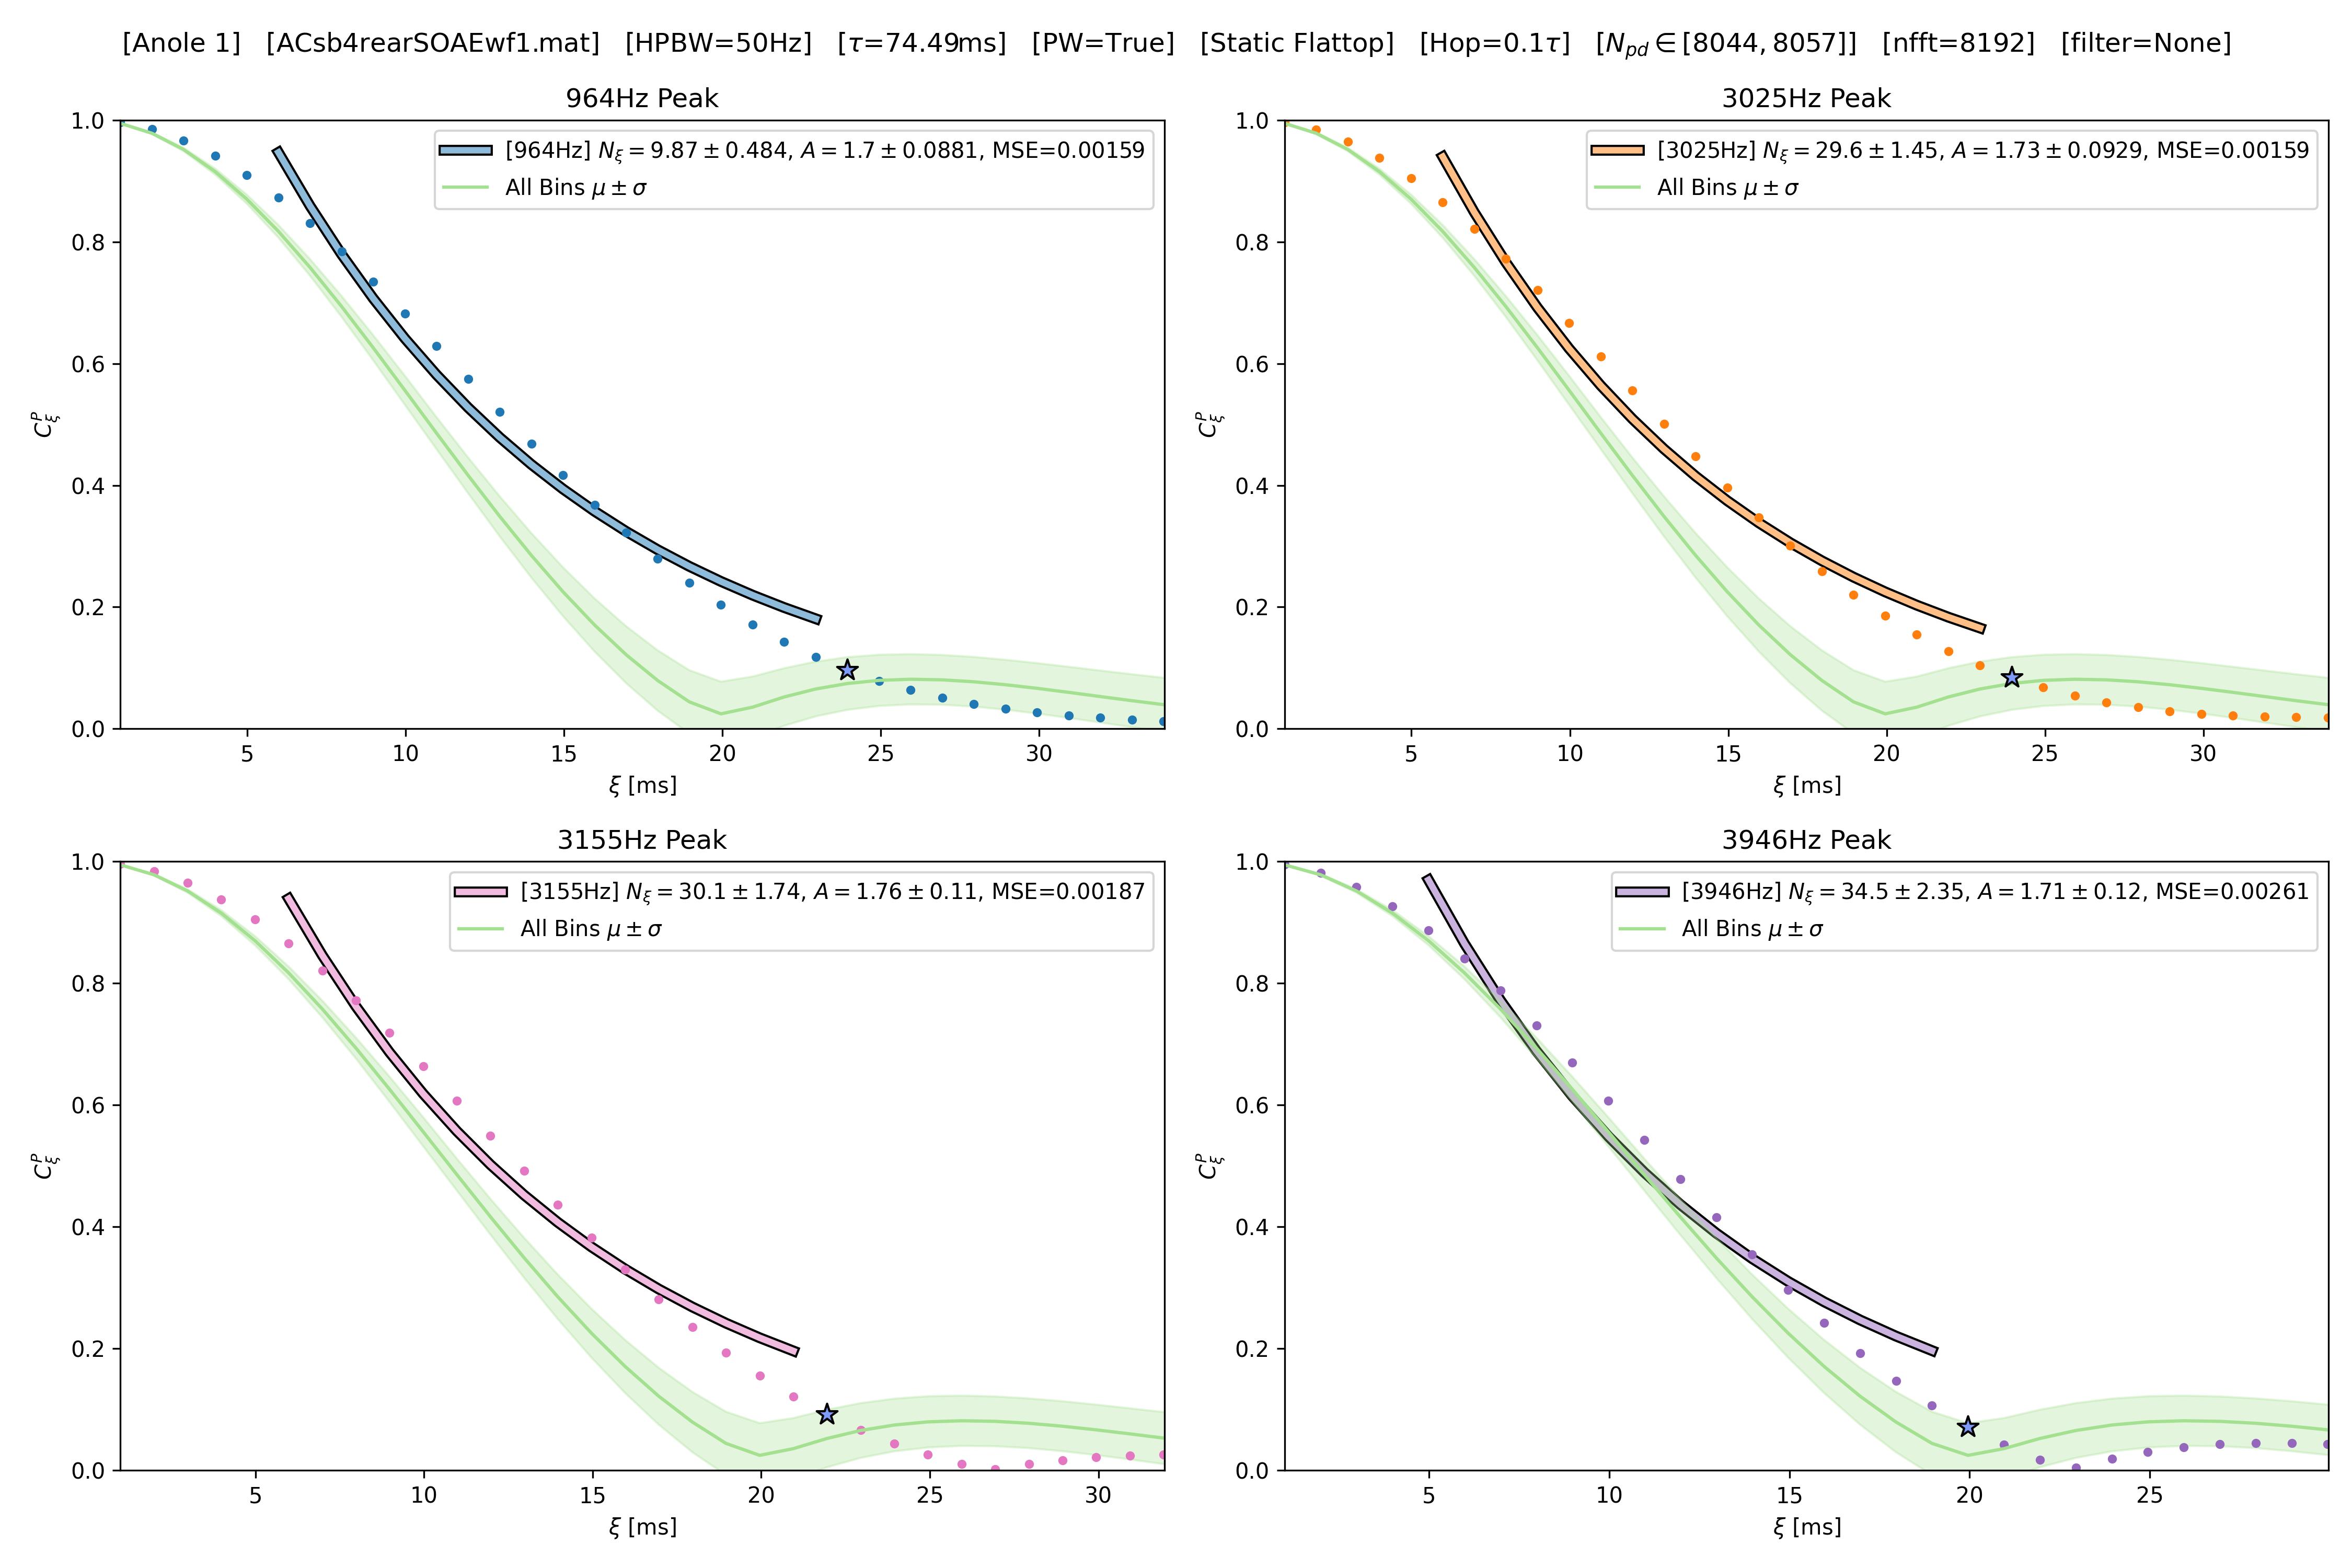 [Anole 1] [ACsb4rearSOAEwf1.mat] [HPBW=50Hz] [τ=74.49ms] [PW=True] [Static Flattop] [Hop=0.1τ] [N_pd ∈ [8044, 8057]] [nfft=8192] [filter=None]
964Hz Peak
[964Hz] N_ξ = 9.87 ± 0.484, A = 1.7 ± 0.0881, MSE=0.00159
All Bins μ ± σ
1.0
0.8
0.6
0.4
0.2
0.0
C_ξ^P
5 10 15 20 25 30
ξ [ms]
3025Hz Peak
[3025Hz] N_ξ = 29.6 ± 1.45, A = 1.73 ± 0.0929, MSE=0.00159
All Bins μ ± σ
1.0
0.8
0.6
0.4
0.2
0.0
C_ξ^P
5 10 15 20 25 30
ξ [ms]
3155Hz Peak
[3155Hz] N_ξ = 30.1 ± 1.74, A = 1.76 ± 0.11, MSE=0.00187
All Bins μ ± σ
1.0
0.8
0.6
0.4
0.2
0.0
C_ξ^P
5 10 15 20 25 30
ξ [ms]
3946Hz Peak
[3946Hz] N_ξ = 34.5 ± 2.35, A = 1.71 ± 0.12, MSE=0.00261
All Bins μ ± σ
1.0
0.8
0.6
0.4
0.2
0.0
C_ξ^P
5 10 15 20 25
ξ [ms]